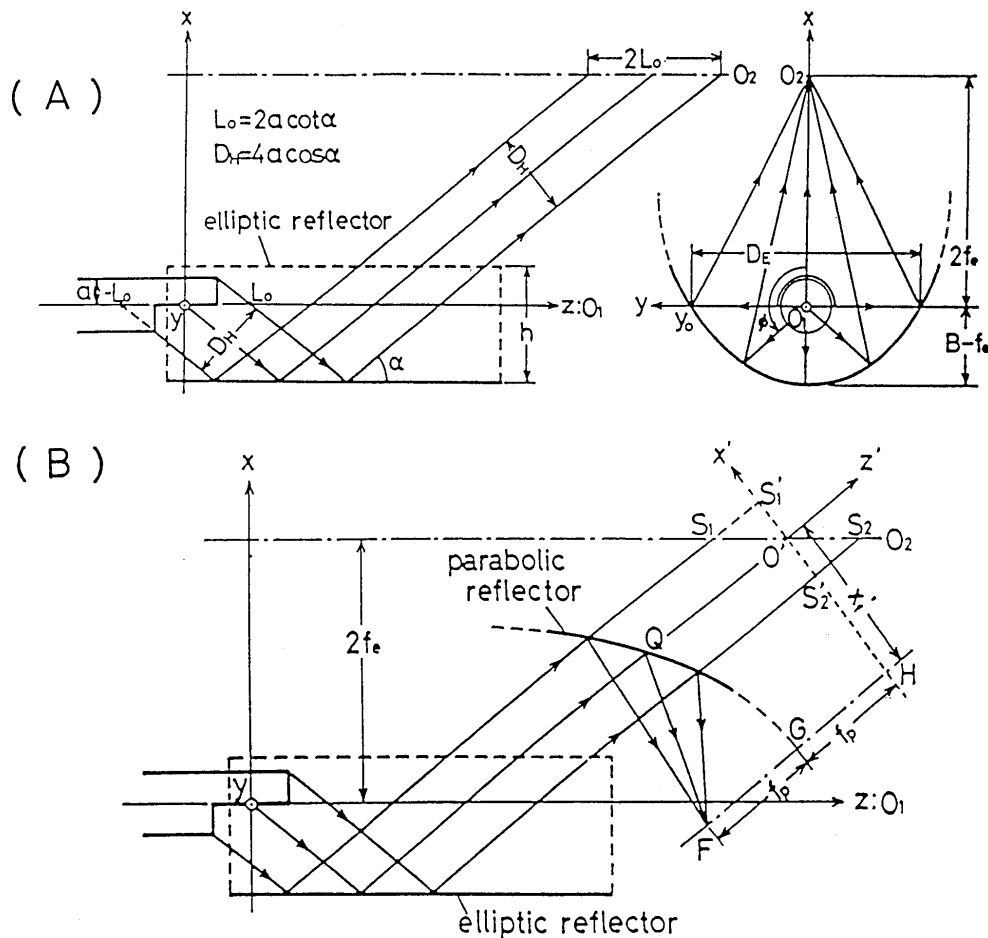 (A)
x
2L₀
O₂
L₀=2a cotα
D_H=4a cosα
D_H
elliptic reflector
a
-L₀
L₀
y
z:O₁
D_H
α
h
x
O₂
2fₑ
D_E
y
y₀
φ
O₁
B-fₑ
(B)
x
x'
z'
S₁'
S₁
S₂
O₂
O'
parabolic
reflector
S₂'
Q
2fₑ
H
G
f_p
f_p
y
z:O₁
F
elliptic reflector